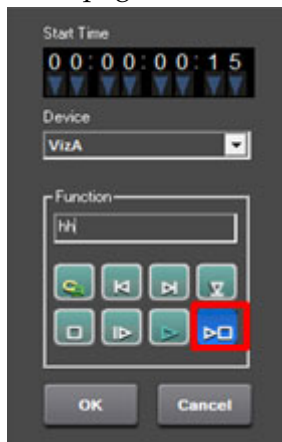 Start Time
00:00:00:15
Device
VizA
Function
hh
OK
Cancel